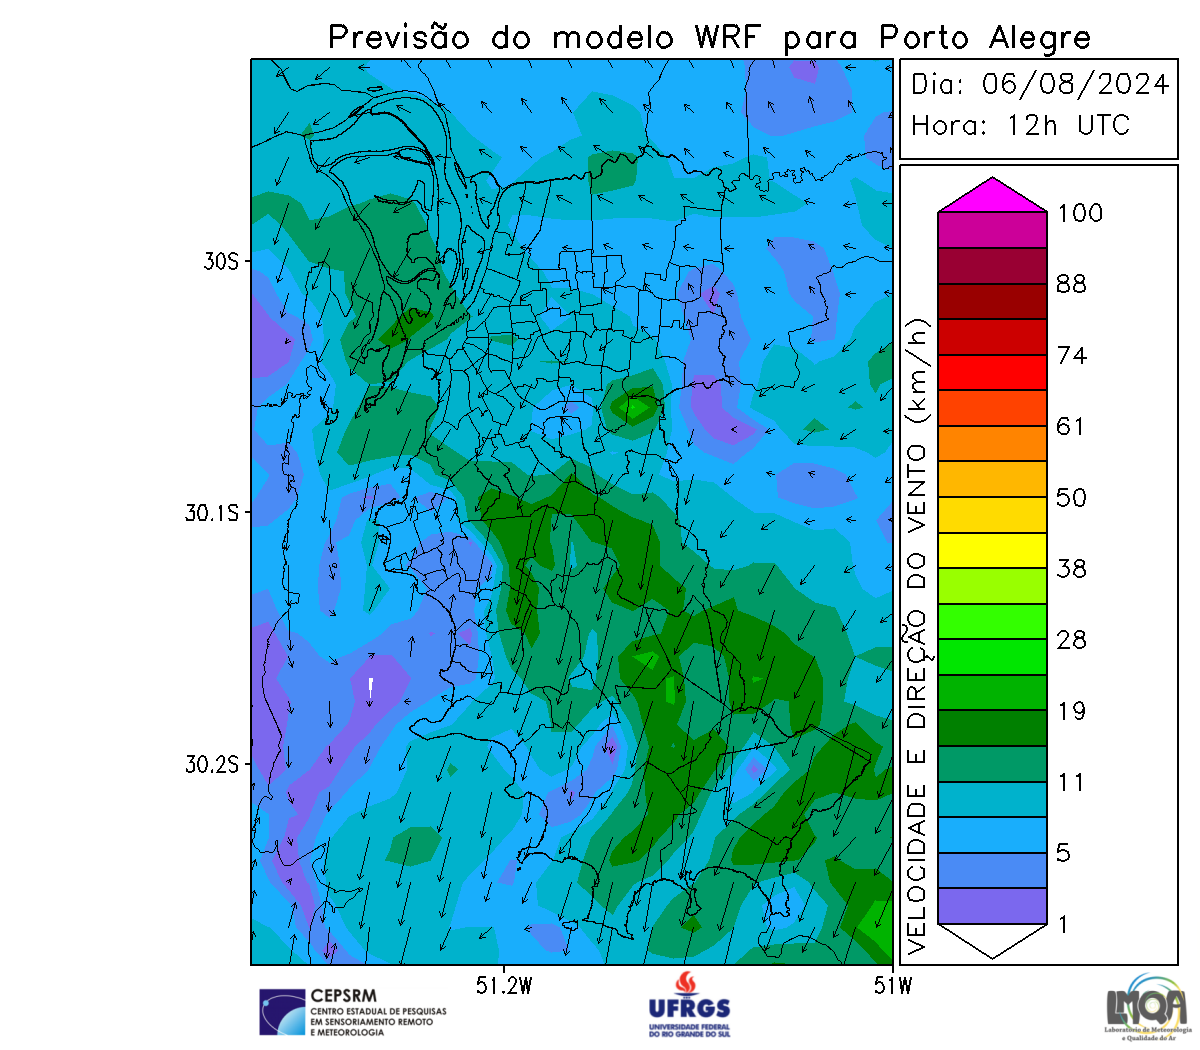 Previsão do modelo WRF para Porto Alegre
Dia: 06/08/2024
Hora: 12h UTC
100
88
74
61
50
38
28
19
11
5
1
VELOCIDADE E DIREÇÃO DO VENTO (km/h)
30S
30.1S
30.2S
51.2W
51W
CEPSRM
CENTRO ESTADUAL DE PESQUISAS
EM SENSORIAMENTO REMOTO
E METEOROLOGIA
UFRGS
UNIVERSIDADE FEDERAL
DO RIO GRANDE DO SUL
LMQA
Laboratório de Meteorologia
e Qualidade do Ar